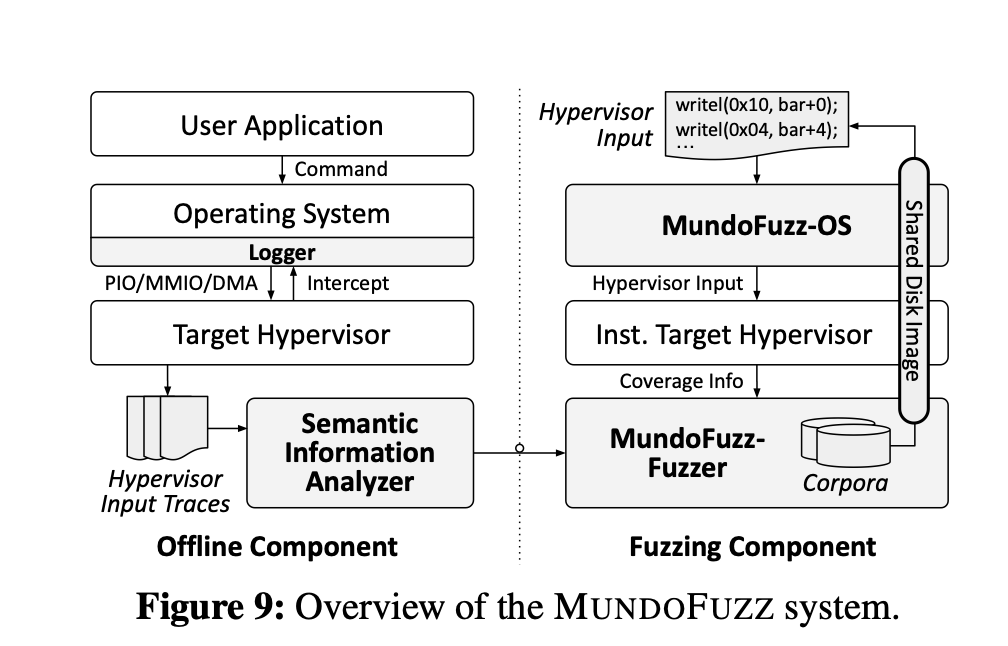 User Application
Command
Operating System
Logger
PIO/MMIO/DMA
Intercept
Target Hypervisor
Hypervisor
Input Traces
Semantic
Information
Analyzer
Offline Component
Hypervisor
Input
writel(0x10, bar+0);
writel(0x04, bar+4);
...
MundoFuzz-OS
Hypervisor Input
Inst. Target Hypervisor
Coverage Info
MundoFuzz-
Fuzzer
Corpora
Shared Disk Image
Fuzzing Component
Figure 9: Overview of the MUNDOFUZZ system.